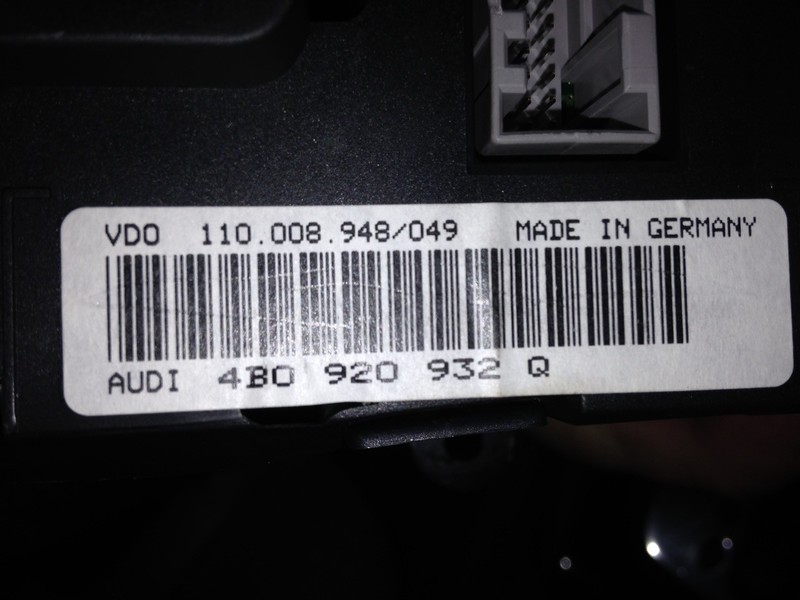 VDO 110.008.948/049 MADE IN GERMANY
AUDI 4B0 920 932 Q